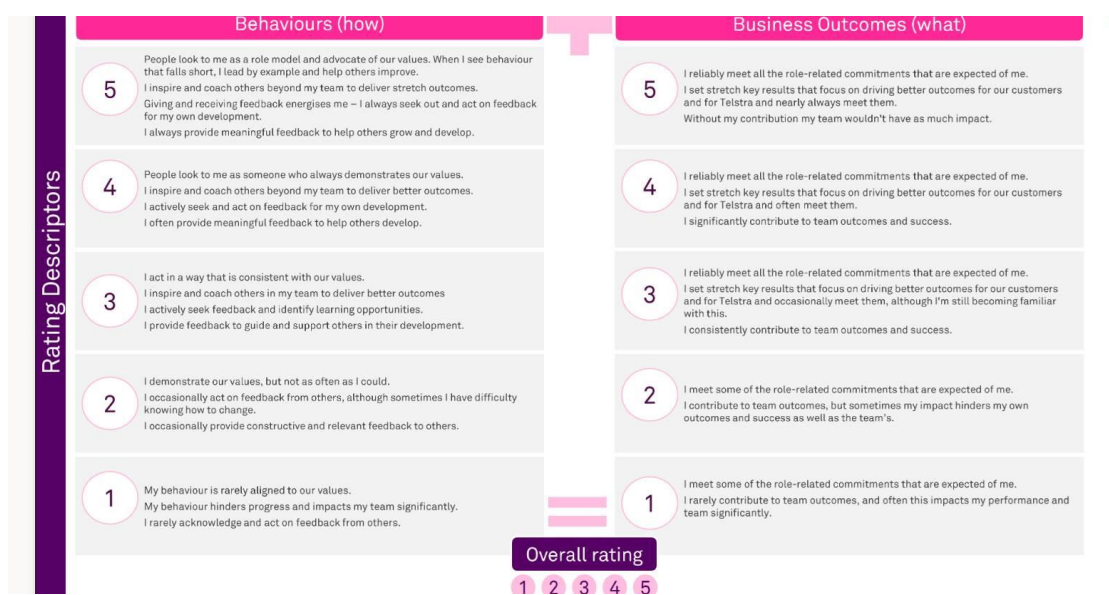 Behaviours (how)
Business Outcomes (what)
Rating Descriptors
5
People look to me as a role model and advocate of our values. When I see behaviour
that falls short, I lead by example and help others improve.
I inspire and coach others beyond my team to deliver stretch outcomes.
Giving and receiving feedback energises me – I always seek out and act on feedback
for my own development.
I always provide meaningful feedback to help others grow and develop.
5
I reliably meet all the role-related commitments that are expected of me.
I set stretch key results that focus on driving better outcomes for our customers
and for Telstra and nearly always meet them.
Without my contribution my team wouldn't have as much impact.
4
People look to me as someone who always demonstrates our values.
I inspire and coach others beyond my team to deliver better outcomes.
I actively seek and act on feedback for my own development.
I often provide meaningful feedback to help others develop.
4
I reliably meet all the role-related commitments that are expected of me.
I set stretch key results that focus on driving better outcomes for our customers
and for Telstra and often meet them.
I significantly contribute to team outcomes and success.
3
I act in a way that is consistent with our values.
I inspire and coach others in my team to deliver better outcomes
I actively seek feedback and identify learning opportunities.
I provide feedback to guide and support others in their development.
3
I reliably meet all the role-related commitments that are expected of me.
I set stretch key results that focus on driving better outcomes for our customers
and for Telstra and occasionally meet them, although I'm still becoming familiar
with this.
I consistently contribute to team outcomes and success.
2
I demonstrate our values, but not as often as I could.
I occasionally act on feedback from others, although sometimes I have difficulty
knowing how to change.
I occasionally provide constructive and relevant feedback to others.
2
I meet some of the role-related commitments that are expected of me.
I contribute to team outcomes, but sometimes my impact hinders my own
outcomes and success as well as the team's.
1
My behaviour is rarely aligned to our values.
My behaviour hinders progress and impacts my team significantly.
I rarely acknowledge and act on feedback from others.
1
I meet some of the role-related commitments that are expected of me.
I rarely contribute to team outcomes, and often this impacts my performance and
team significantly.
Overall rating
1 2 3 4 5